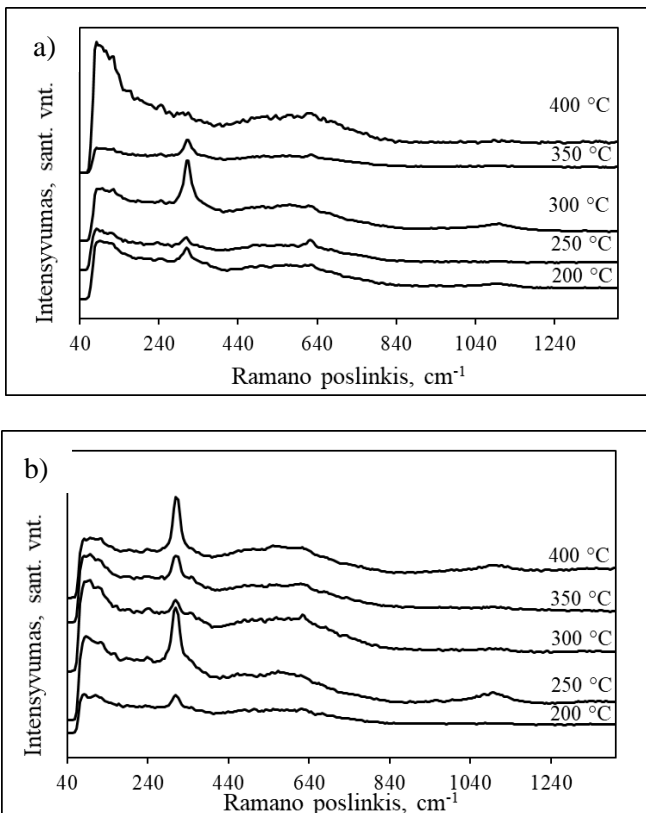 a)
Intensyvumas, sant. vnt.
400 °C
350 °C
300 °C
250 °C
200 °C
40 240 440 640 840 1040 1240
Ramano poslinkis, cm⁻¹
b)
Intensyvumas, sant. vnt.
400 °C
350 °C
300 °C
250 °C
200 °C
40 240 440 640 840 1040 1240
Ramano poslinkis, cm⁻¹